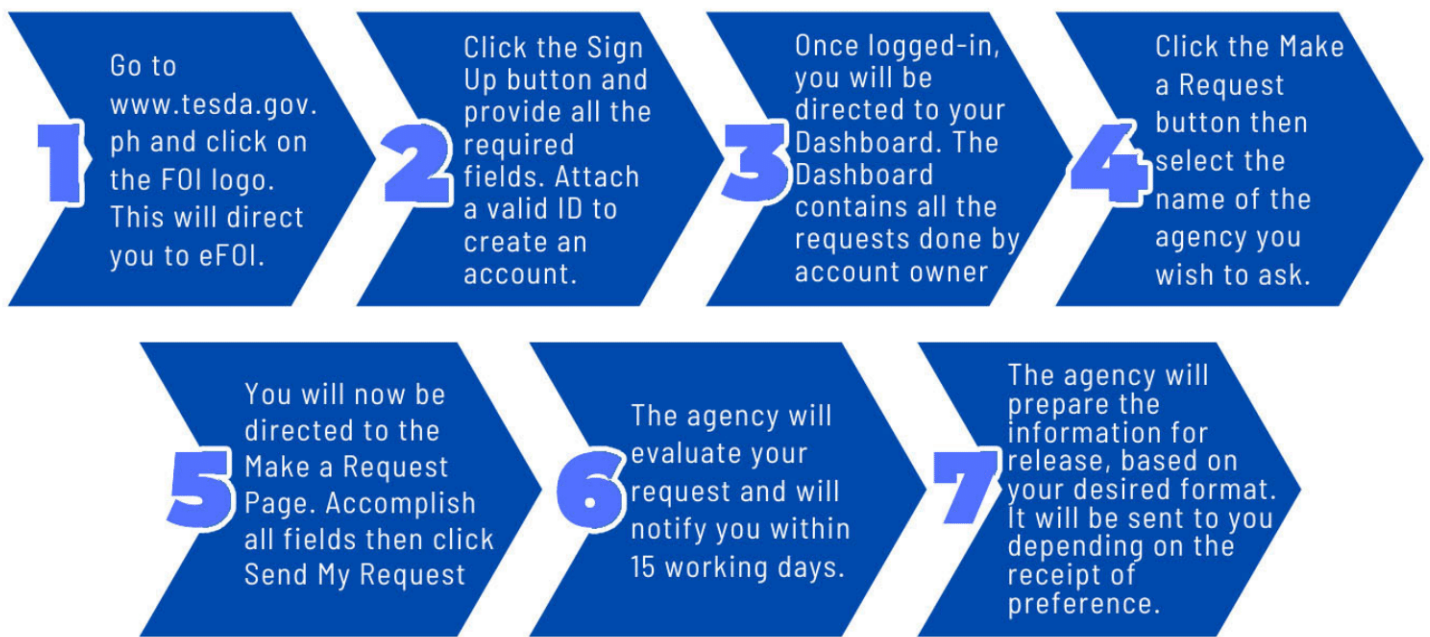 1
Go to
www.tesda.gov.
ph and click on
the FOI logo.
This will direct
you to eFOI.
2
Click the Sign
Up button and
provide all the
required
fields. Attach
a valid ID to
create an
account.
3
Once logged-in,
you will be
directed to your
Dashboard. The
Dashboard
contains all the
requests done by
account owner
4
Click the Make
a Request
button then
select the
name of the
agency you
wish to ask.
5
You will now be
directed to the
Make a Request
Page. Accomplish
all fields then click
Send My Request
6
The agency will
evaluate your
request and will
notify you within
15 working days.
7
The agency will
prepare the
information for
release, based on
your desired format.
It will be sent to you
depending on the
receipt of
preference.